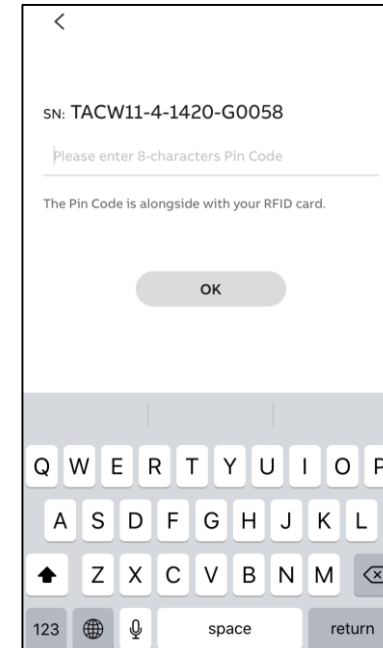 SN: TACW11-4-1420-G0058
Please enter 8-characters Pin Code
The Pin Code is alongside with your RFID card.
OK
Q W E R T Y U I O P
A S D F G H J K L
Z X C V B N M
123 space return